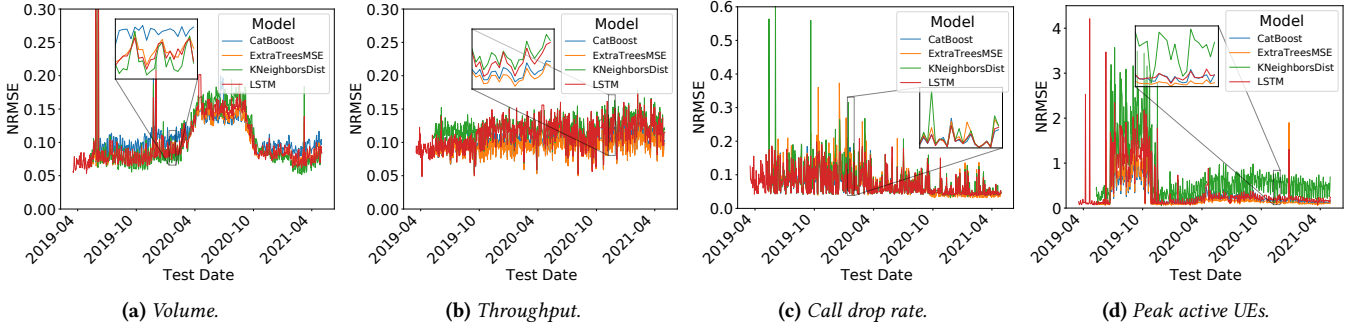 0.30
0.25
0.20
0.15
0.10
0.05
0.00
NRMSE
2019-04
2019-10
2020-04
2020-10
2021-04
Test Date
Model
CatBoost
ExtraTreesMSE
KNeighborsDist
LSTM
(a) Volume.
0.30
0.25
0.20
0.15
0.10
0.05
0.00
NRMSE
2019-04
2019-10
2020-04
2020-10
2021-04
Test Date
Model
CatBoost
ExtraTreesMSE
KNeighborsDist
LSTM
(b) Throughput.
0.6
0.5
0.4
0.3
0.2
0.1
0.0
NRMSE
2019-04
2019-10
2020-04
2020-10
2021-04
Test Date
Model
CatBoost
ExtraTreesMSE
KNeighborsDist
LSTM
(c) Call drop rate.
4
3
2
1
0
NRMSE
2019-04
2019-10
2020-04
2020-10
2021-04
Test Date
Model
CatBoost
ExtraTreesMSE
KNeighborsDist
LSTM
(d) Peak active UEs.